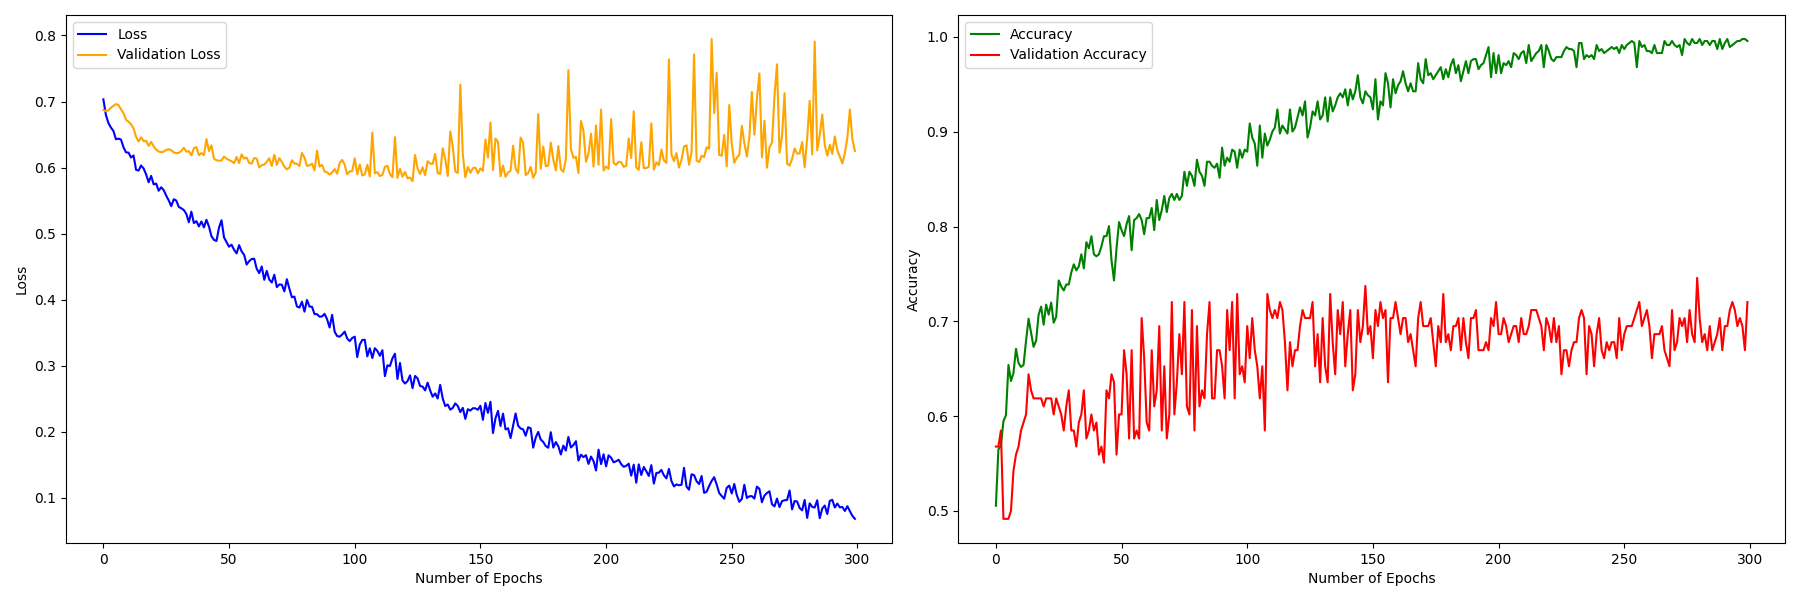 Loss
Validation Loss
0.8
0.7
0.6
0.5
0.4
0.3
0.2
0.1
Loss
0 50 100 150 200 250 300
Number of Epochs
Accuracy
Validation Accuracy
1.0
0.9
0.8
0.7
0.6
0.5
Accuracy
0 50 100 150 200 250 300
Number of Epochs